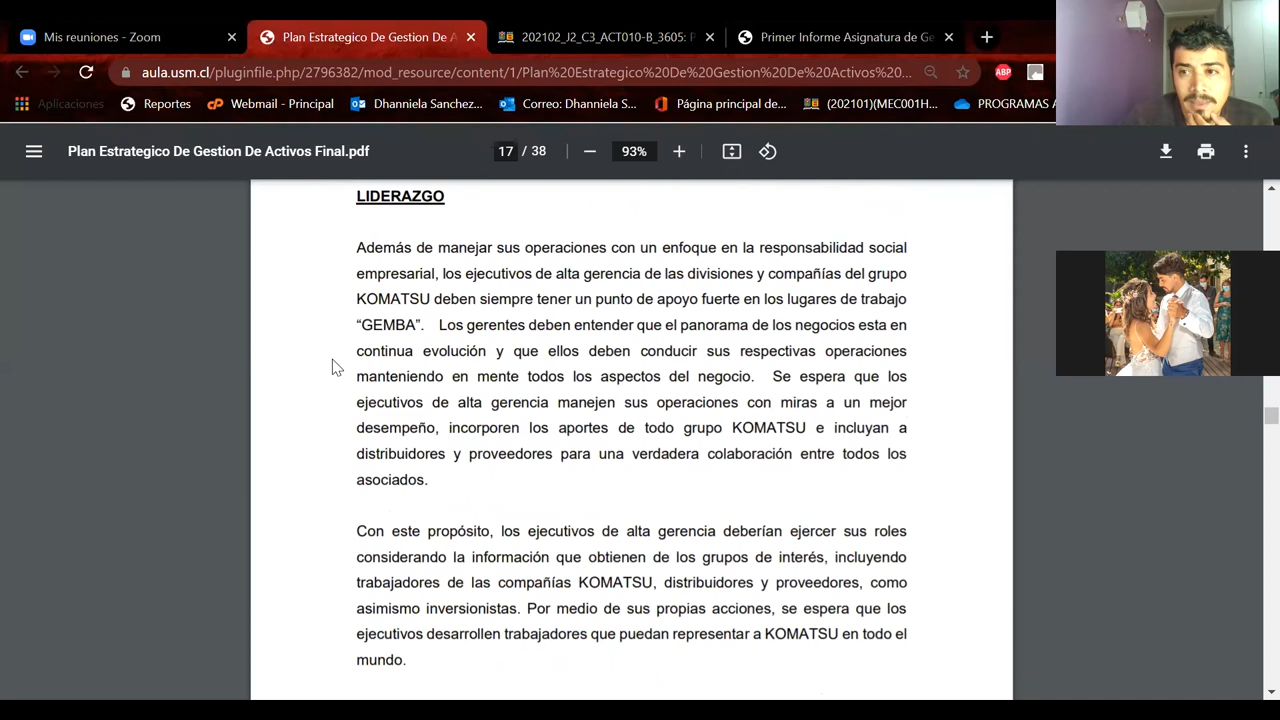 Mis reuniones - Zoom
Plan Estrategico De Gestion De A
202102_J2_C3_ACT010-B_3605: P
Primer Informe Asignatura de Ge
aula.usm.cl/pluginfile.php/2796382/mod_resource/content/1/Plan%20Estrategico%20De%20Gestion%20De%20Activos%20...
ABP
Aplicaciones
Reportes
Webmail - Principal
Dhanniela Sanchez...
Correo: Dhanniela S...
Página principal de...
(202101)(MEC001H...
PROGRAMAS A
Plan Estrategico De Gestion De Activos Final.pdf
17 / 38
93%
LIDERAZGO
Además de manejar sus operaciones con un enfoque en la responsabilidad social
empresarial, los ejecutivos de alta gerencia de las divisiones y compañías del grupo
KOMATSU deben siempre tener un punto de apoyo fuerte en los lugares de trabajo
“GEMBA”. Los gerentes deben entender que el panorama de los negocios esta en
continua evolución y que ellos deben conducir sus respectivas operaciones
manteniendo en mente todos los aspectos del negocio. Se espera que los
ejecutivos de alta gerencia manejen sus operaciones con miras a un mejor
desempeño, incorporen los aportes de todo grupo KOMATSU e incluyan a
distribuidores y proveedores para una verdadera colaboración entre todos los
asociados.
Con este propósito, los ejecutivos de alta gerencia deberían ejercer sus roles
considerando la información que obtienen de los grupos de interés, incluyendo
trabajadores de las compañías KOMATSU, distribuidores y proveedores, como
asimismo inversionistas. Por medio de sus propias acciones, se espera que los
ejecutivos desarrollen trabajadores que puedan representar a KOMATSU en todo el
mundo.